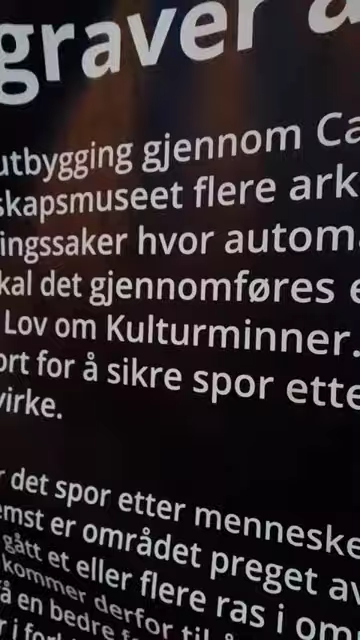 graver a
utbygging gjennom Ca
skapsmuseet flere ark
ingssaker hvor autom
kal det gjennomføres e
Lov om Kulturminner.
ort for å sikre spor ette
virke.
r det spor etter menneske
emst er området preget av
gått et eller flere ras i om
kommer derfor til
å en bedre